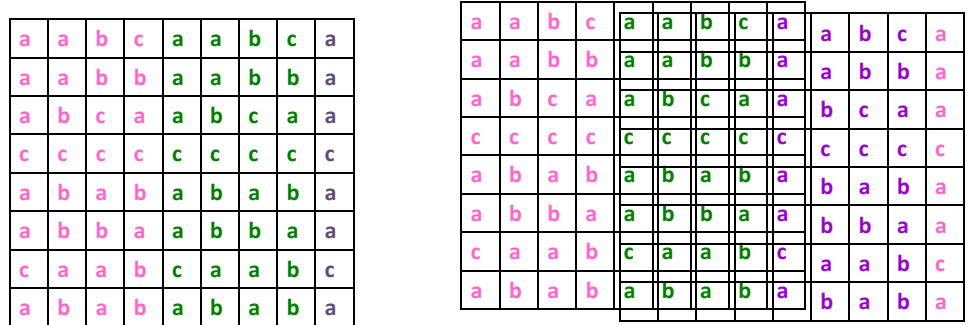 a a b c a a b c a
a a b b a a b b a
a b c a a b c a a
c c c c c c c c c
a b a b a b a b a
a b b a a b b a a
c a a b c a a b c
a b a b a b a b a
a a b c a a b c a a b c a
a a b b a a b b a a b b a
a b c a a b c a a b c a a
c c c c c c c c c c c c c
a b a b a b a b a b a b a
a b b a a b b a a b b a a
c a a b c a a b c a a b c
a b a b a b a b a b a b a